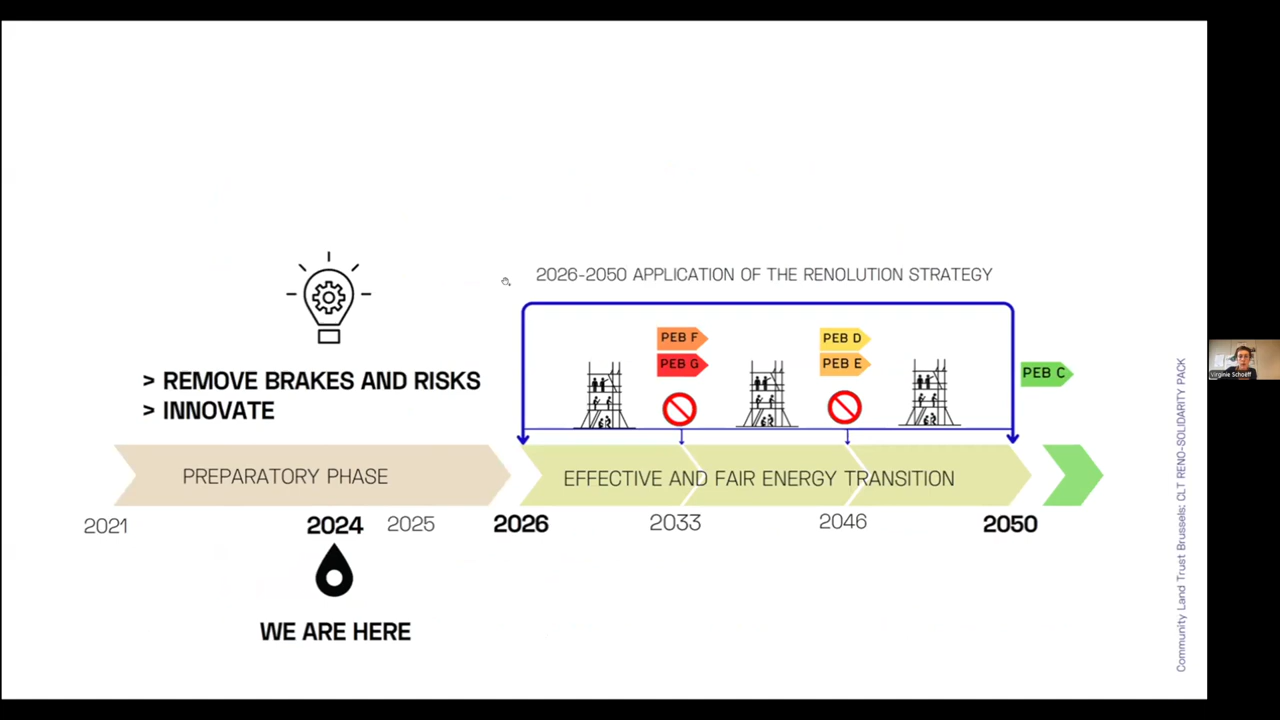 2026-2050 APPLICATION OF THE RENOLUTION STRATEGY
PEB F
PEB D
PEB G
PEB E
PEB C
> REMOVE BRAKES AND RISKS
> INNOVATE
PREPARATORY PHASE
EFFECTIVE AND FAIR ENERGY TRANSITION
2021
2024
2025
2026
2033
2046
2050
WE ARE HERE
Community Land Trust Brussels: CLT RENO-SOLIDARITY PACK
Virginie Schoeff